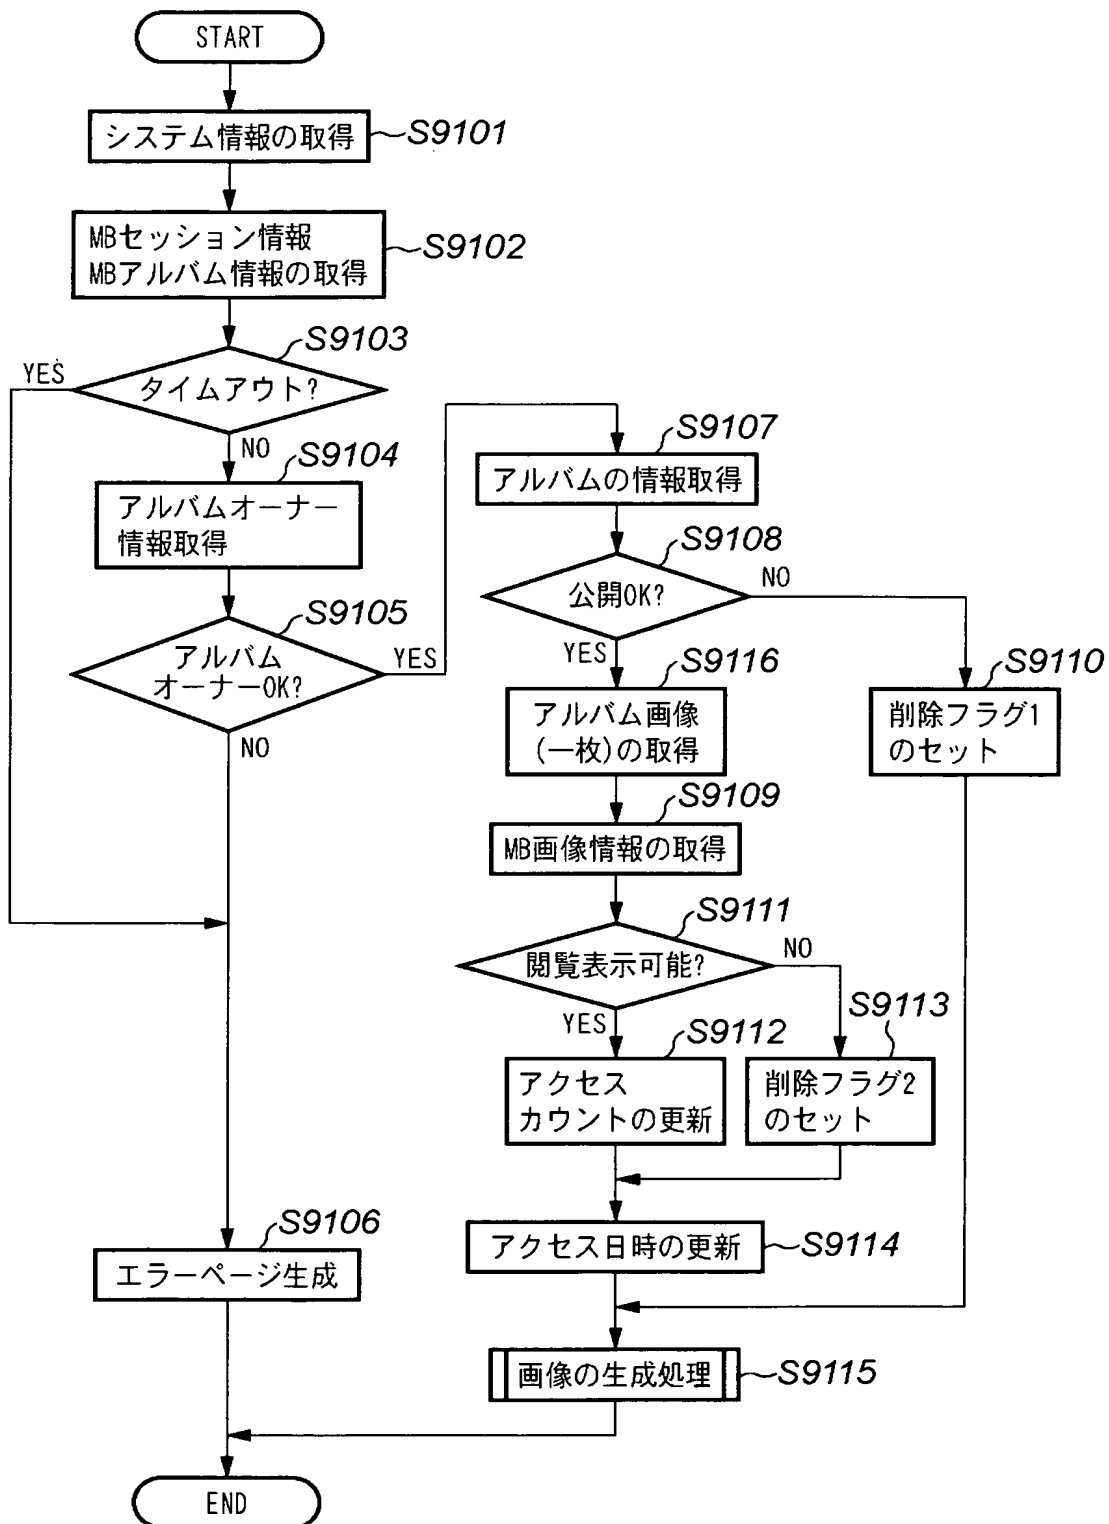 START
システム情報の取得
S9101
MBセッション情報
MBアルバム情報の取得
S9102
S9103
タイムアウト?
YES
NO
S9104
アルバムオーナー
情報取得
S9105
アルバム
オーナーOK?
YES
NO
S9107
アルバムの情報取得
S9108
公開OK?
NO
YES
S9116
アルバム画像
(一枚)の取得
S9110
削除フラグ1
のセット
S9109
MB画像情報の取得
S9111
閲覧表示可能?
NO
YES
S9112
アクセス
カウントの更新
S9113
削除フラグ2
のセット
S9106
エラーページ生成
アクセス日時の更新
S9114
画像の生成処理
S9115
END